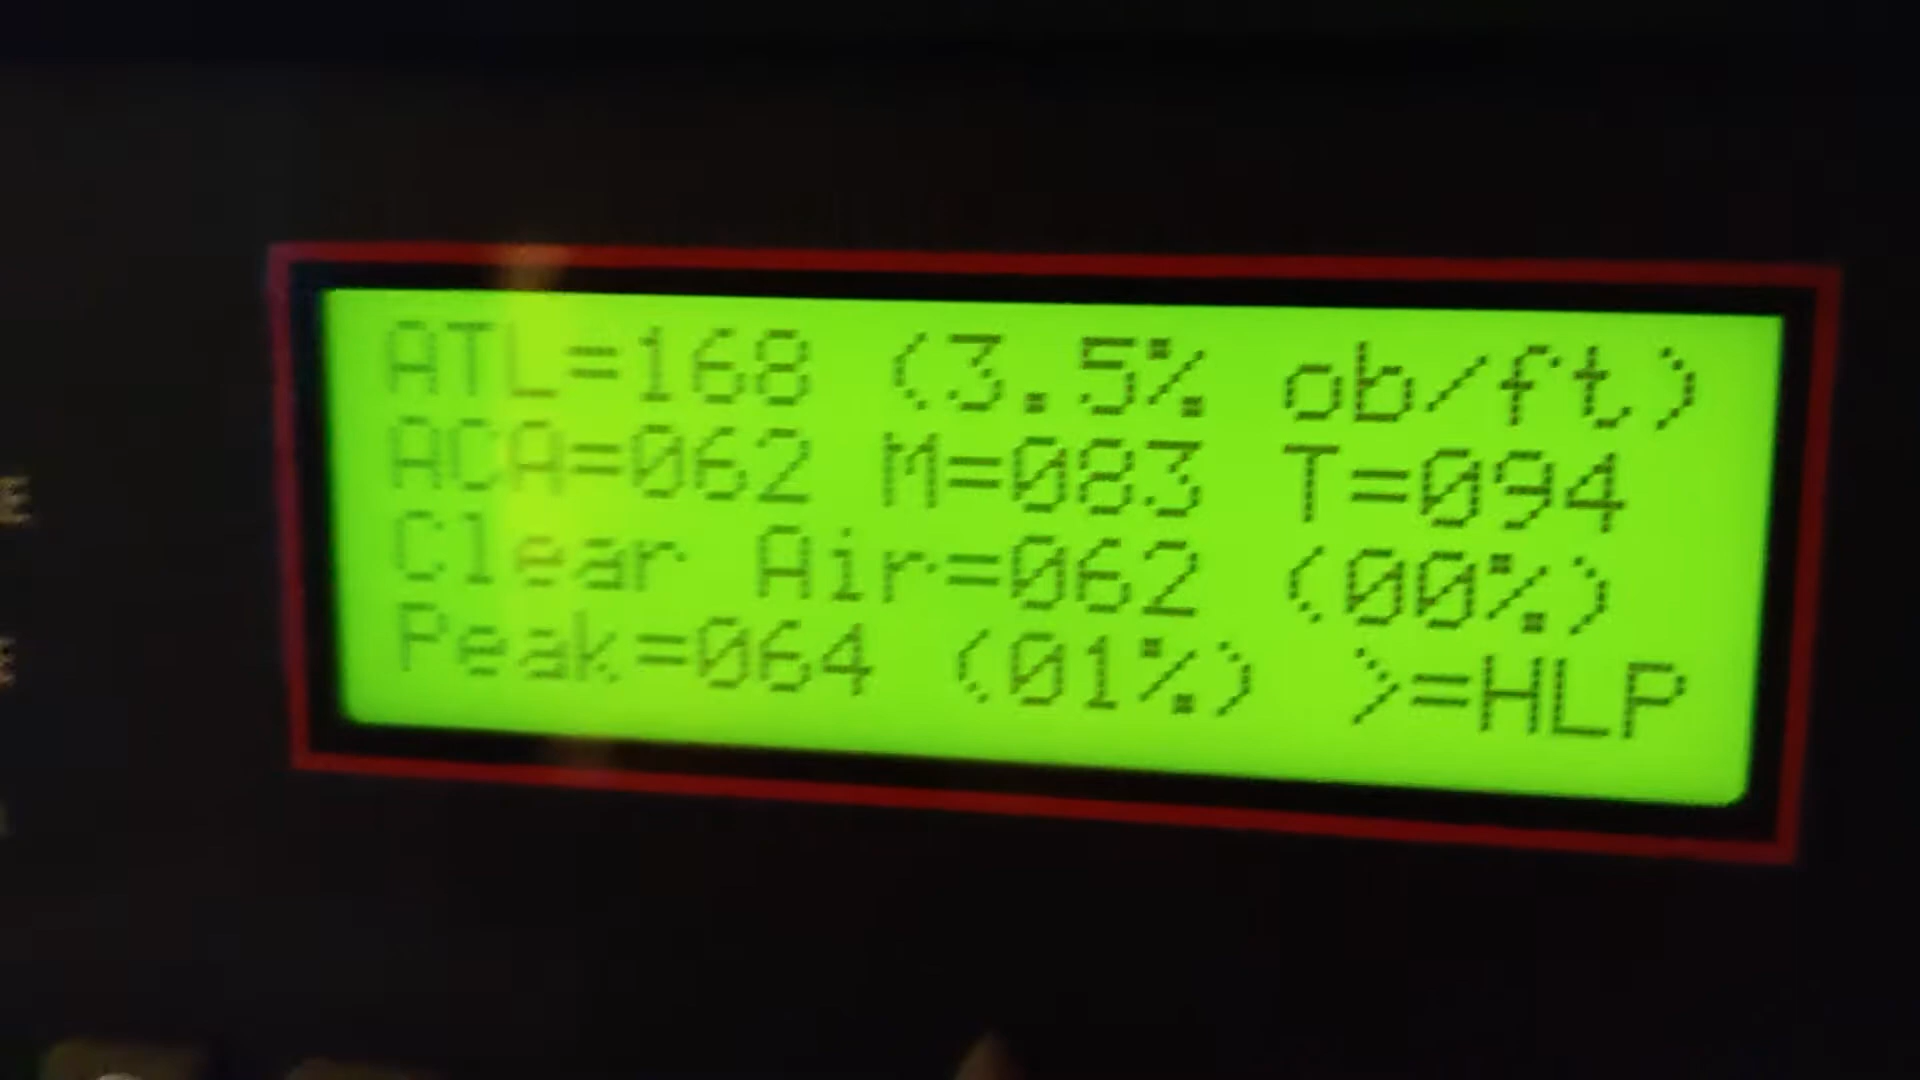 ATL=168 (3.5% ob/ft)
ACA=062 M=083 T=094
Clear Air=062 (00%)
Peak=064 (01%) >=HLP
E